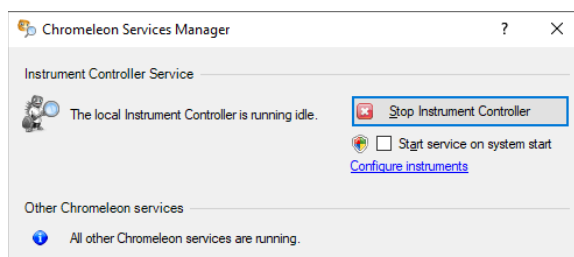 Chromeleon Services Manager ?
Instrument Controller Service
The local Instrument Controller is running idle.
Stop Instrument Controller
Start service on system start
Configure instruments
Other Chromeleon services
All other Chromeleon services are running.